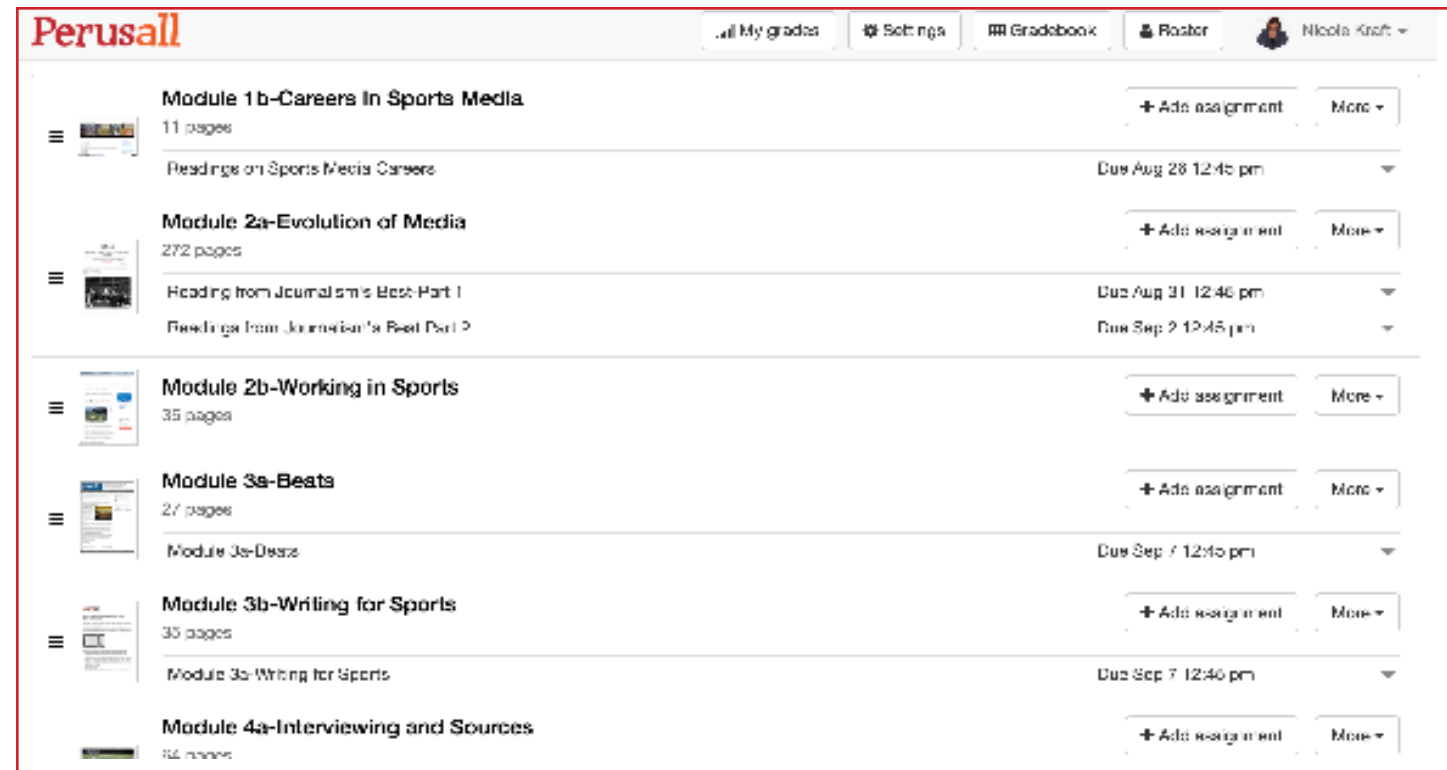 Perusall
My grades Settings Gradebook Roster Nicole Kraft
Module 1b-Careers in Sports Media
+ Add assignment More
11 pages
Readings on Sports Media Careers Due Aug 28 12:45 pm
Module 2a-Evolution of Media
+ Add assignment More
272 pages
Reading from Journalism's Best-Part 1 Due Aug 31 12:45 pm
Readings from Journalism's Best Part 2 Due Sep 2 12:45 pm
Module 2b-Working in Sports
+ Add assignment More
35 pages
Module 3a-Beats
+ Add assignment More
27 pages
Module 3a-Beats Due Sep 7 12:45 pm
Module 3b-Writing for Sports
+ Add assignment More
35 pages
Module 3a-Writing for Sports Due Sep 7 12:45 pm
Module 4a-Interviewing and Sources
+ Add assignment More
64 pages